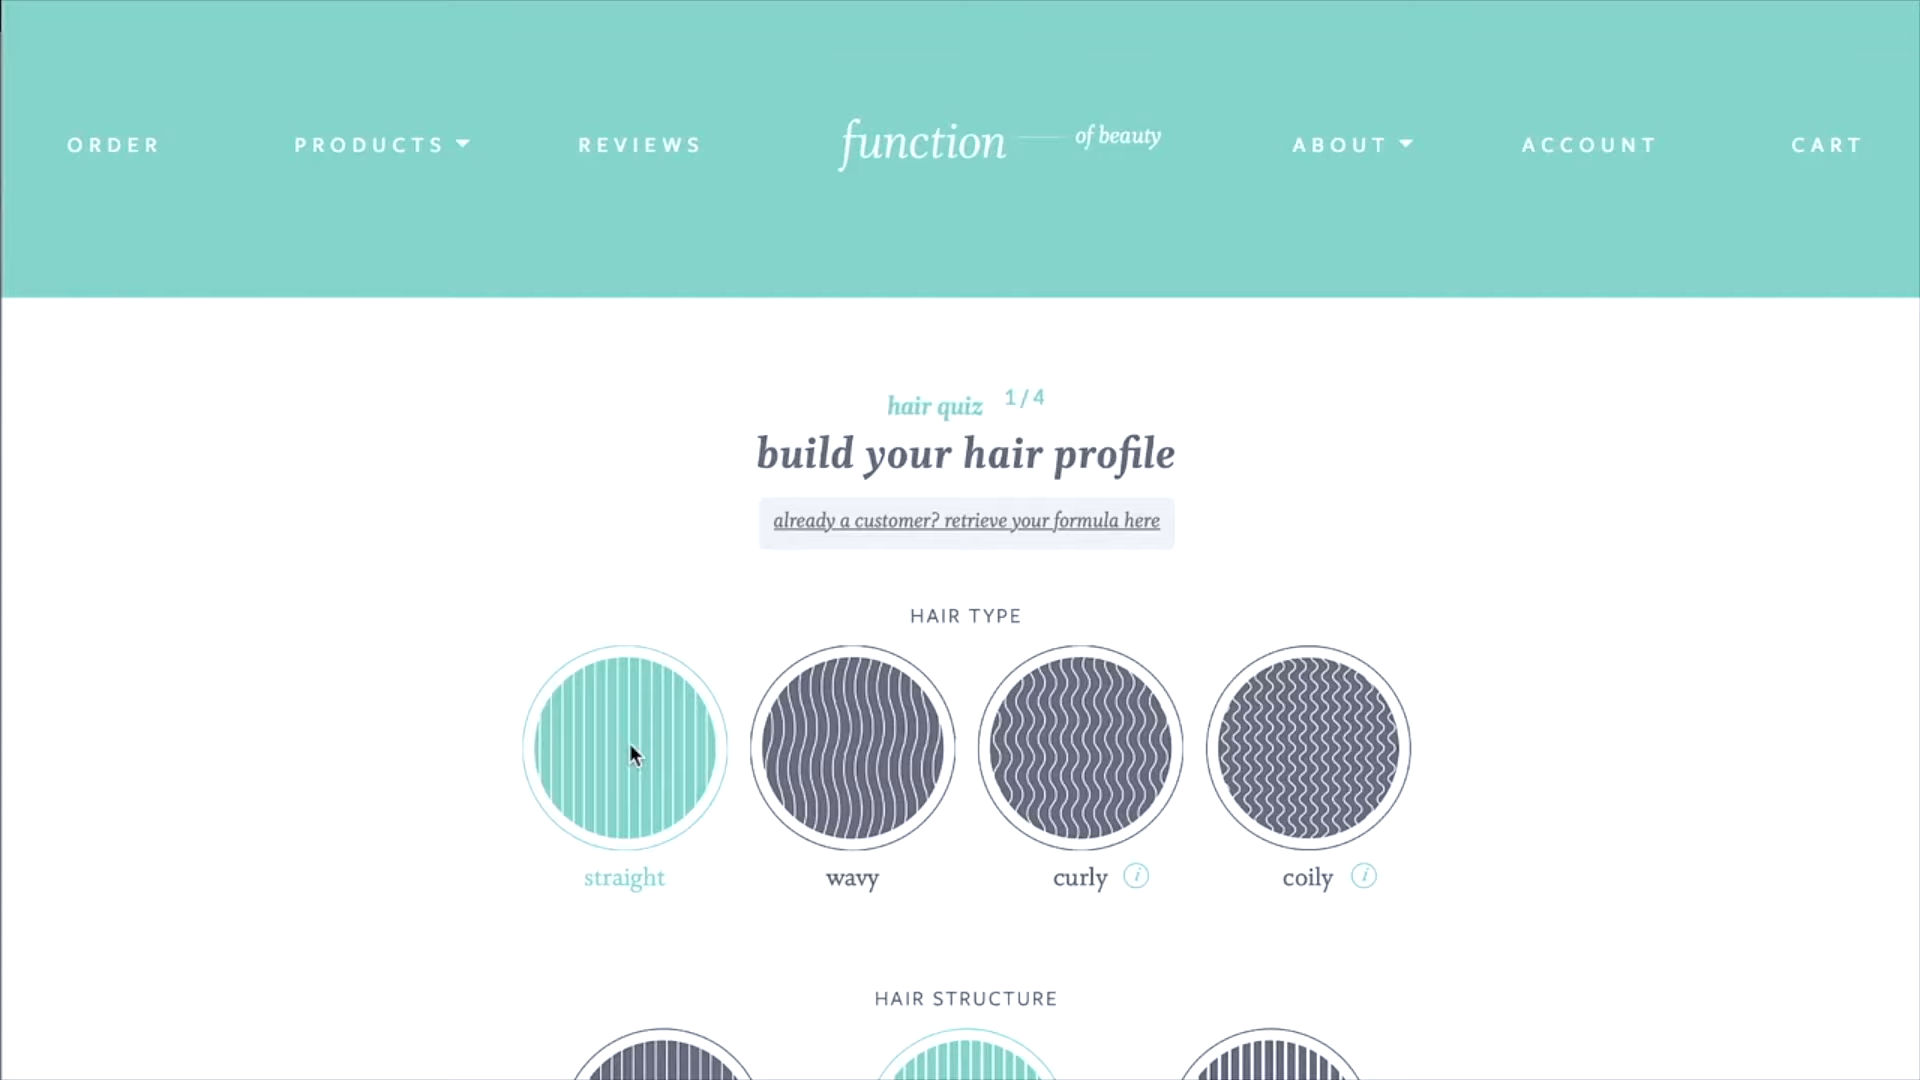 ORDER PRODUCTS REVIEWS function of beauty ABOUT ACCOUNT CART
hair quiz 1/4
build your hair profile
already a customer? retrieve your formula here
HAIR TYPE
straight wavy curly i coily i
HAIR STRUCTURE